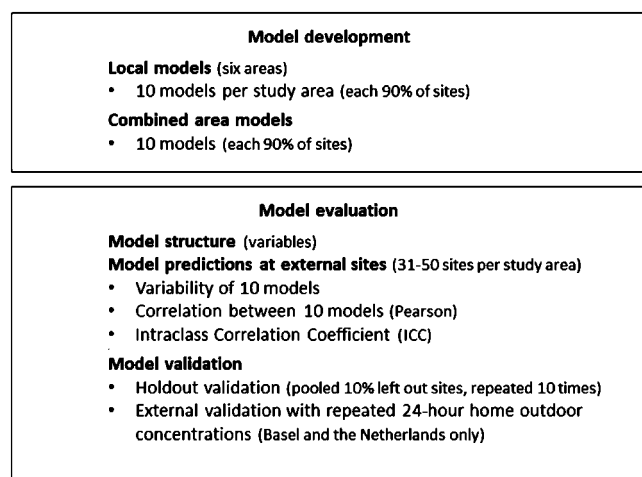 Model development
Local models (six areas)
• 10 models per study area (each 90% of sites)
Combined area models
• 10 models (each 90% of sites)
Model evaluation
Model structure (variables)
Model predictions at external sites (31-50 sites per study area)
• Variability of 10 models
• Correlation between 10 models (Pearson)
• Intraclass Correlation Coefficient (ICC)
Model validation
• Holdout validation (pooled 10% left out sites, repeated 10 times)
• External validation with repeated 24-hour home outdoor
concentrations (Basel and the Netherlands only)